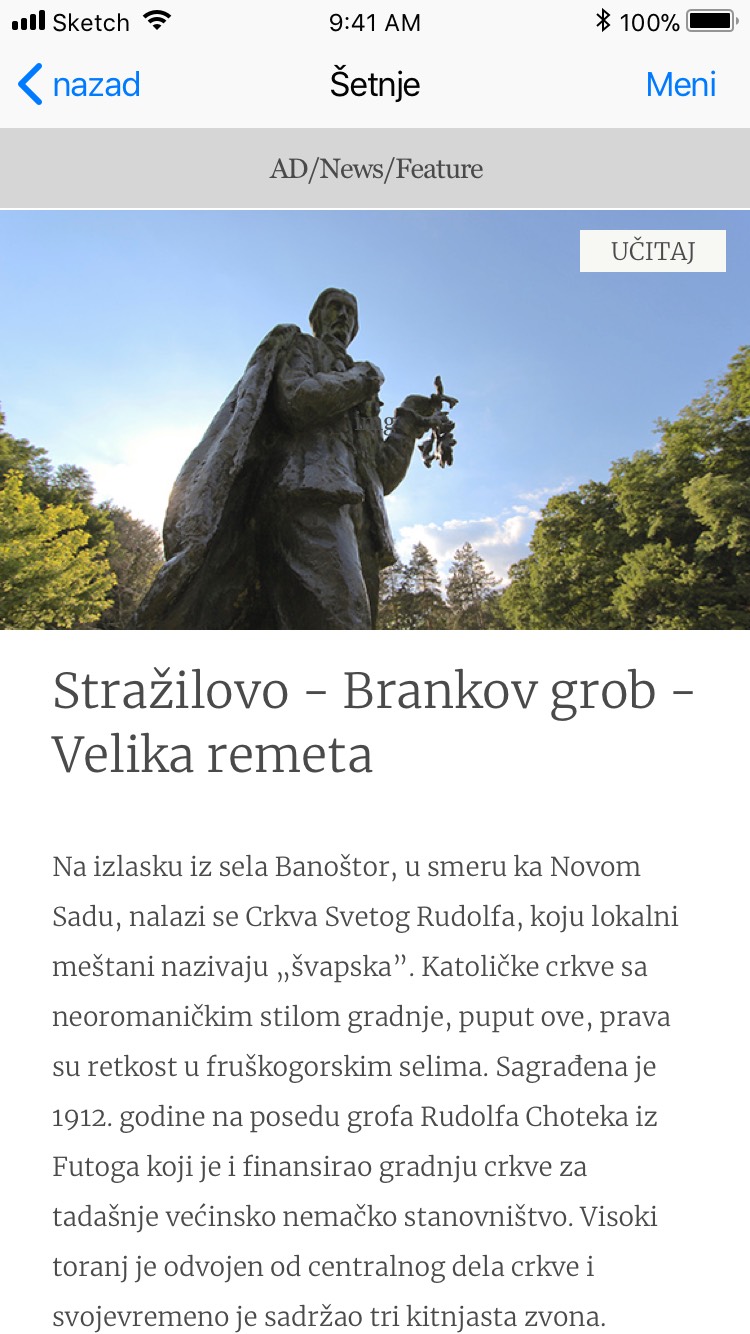 Sketch 9:41 AM 100%
nazad Šetnje Meni
AD/News/Feature
UČITAJ
Stražilovo - Brankov grob -
Velika remeta
Na izlasku iz sela Banoštor, u smeru ka Novom
Sadu, nalazi se Crkva Svetog Rudolfa, koju lokalni
meštani nazivaju „švapska”. Katoličke crkve sa
neoromaničkim stilom gradnje, puput ove, prava
su retkost u fruškogorskim selima. Sagrađena je
1912. godine na posedu grofa Rudolfa Choteka iz
Futoga koji je i finansirao gradnju crkve za
tadašnje većinsko nemačko stanovništvo. Visoki
toranj je odvojen od centralnog dela crkve i
svojevremeno je sadržao tri kitnjasta zvona.